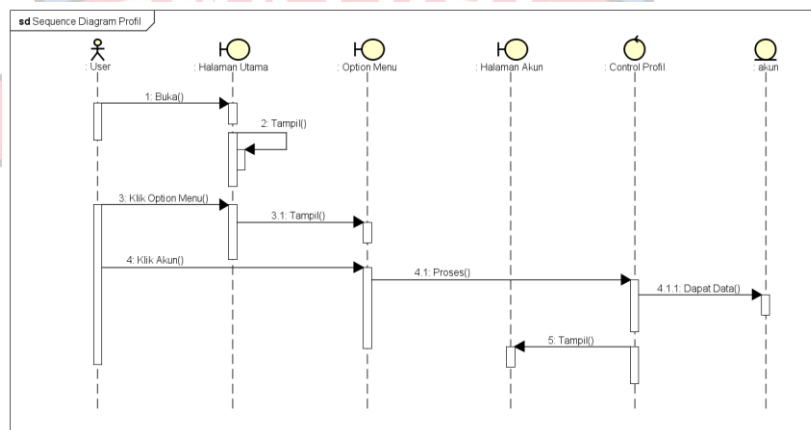 sd Sequence Diagram Profil
: User
: Halaman Utama
: Option Menu
: Halaman Akun
: Control Profil
: akun
1: Buka()
2: Tampil()
3: Klik Option Menu()
3.1: Tampil()
4: Klik Akun()
4.1: Proses()
4.1.1: Dapat Data()
5: Tampil()